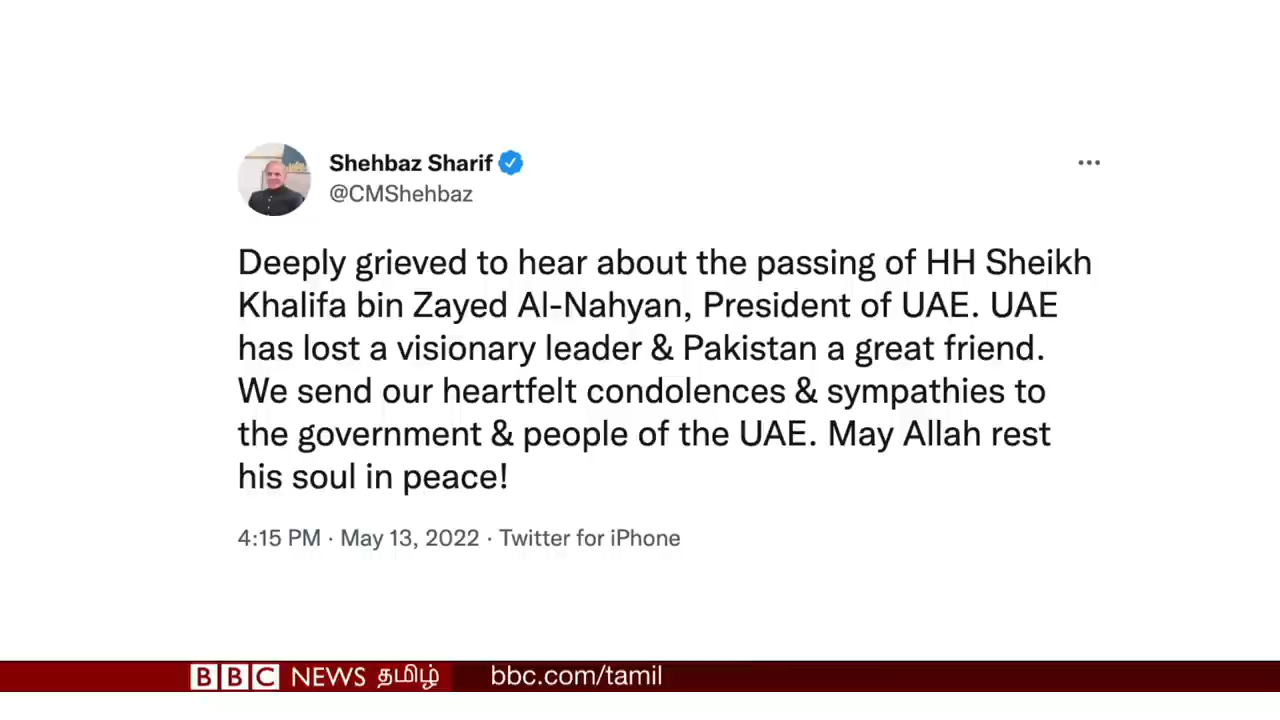 Shehbaz Sharif
@CMShehbaz
Deeply grieved to hear about the passing of HH Sheikh
Khalifa bin Zayed Al-Nahyan, President of UAE. UAE
has lost a visionary leader & Pakistan a great friend.
We send our heartfelt condolences & sympathies to
the government & people of the UAE. May Allah rest
his soul in peace!
4:15 PM · May 13, 2022 · Twitter for iPhone
BBC NEWS தமிழ் bbc.com/tamil